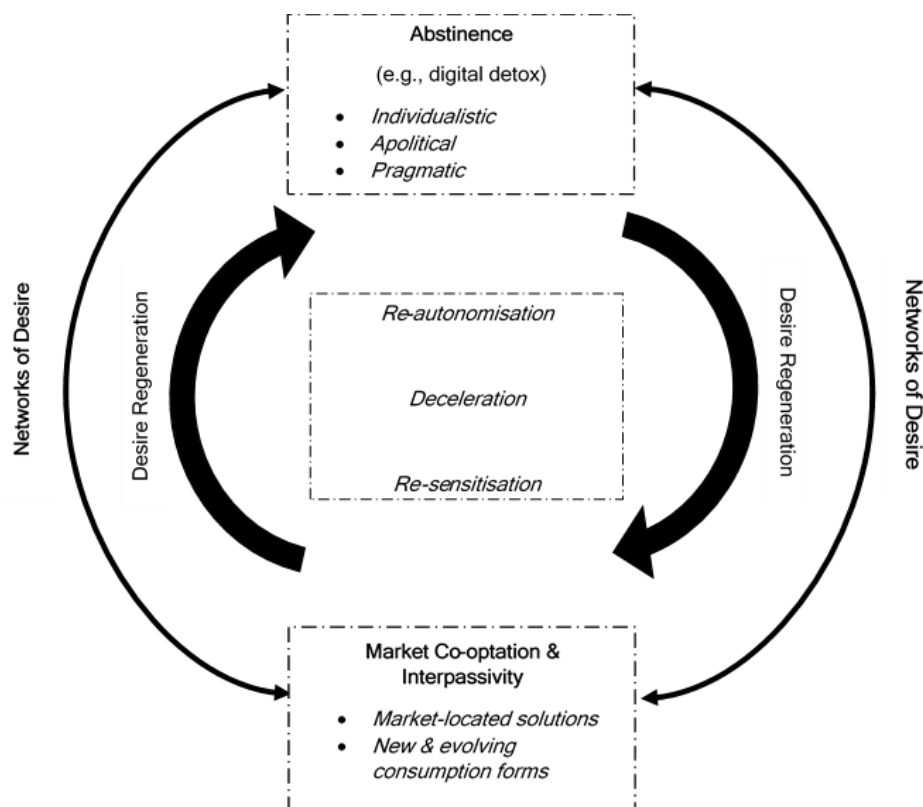 Abstinence
(e.g., digital detox)
• Individualistic
• Apolitical
• Pragmatic
Networks of Desire
Desire Regeneration
Re-autonomisation
Deceleration
Re-sensitisation
Desire Regeneration
Networks of Desire
Market Co-optation &
Interpassivity
• Market-located solutions
• New & evolving
consumption forms